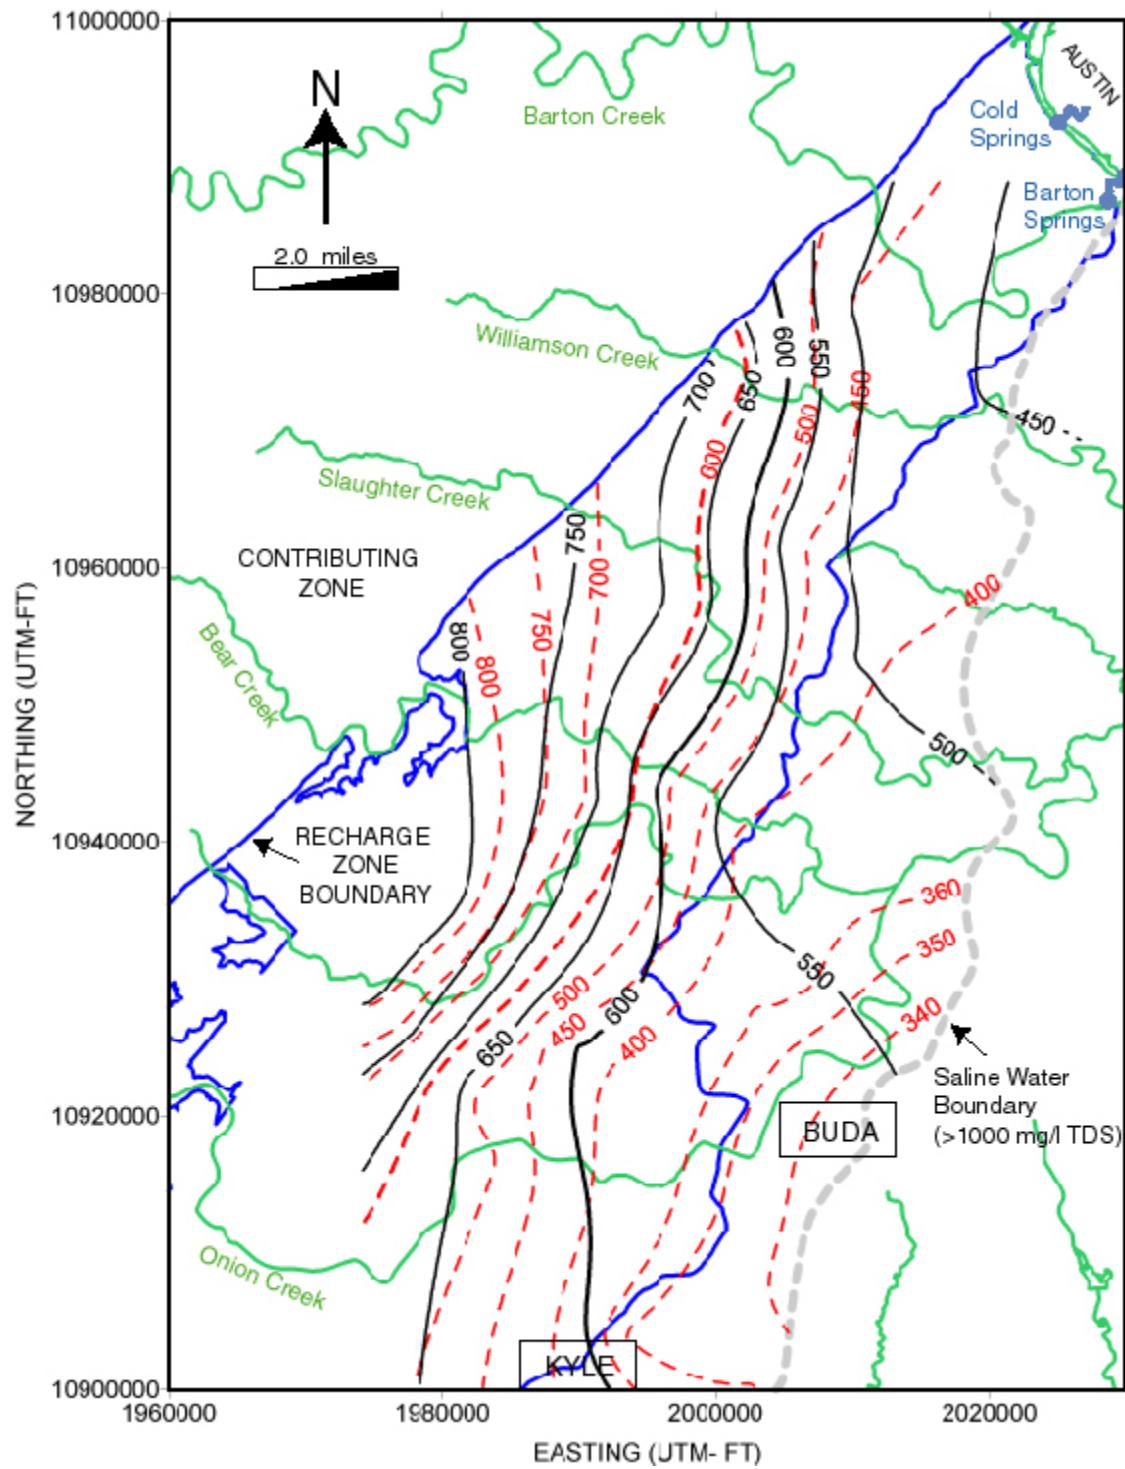 11000000
AUSTIN
N
Barton Creek
Cold
Springs
Barton
Springs
2.0 miles
10980000
Williamson Creek
600
550
700
650
450
500
450
600
Slaughter Creek
750
CONTRIBUTING
ZONE
10960000
700
400
Bear Creek
800
750
800
500
NORTHING (UTM-FT)
10940000
RECHARGE
ZONE
BOUNDARY
360
350
550
500
600
340
450
400
650
Saline Water
Boundary
(>1000 mg/l TDS)
10920000
BUDA
Onion Creek
KYLE
10900000
1960000
1980000
2000000
2020000
EASTING (UTM- FT)